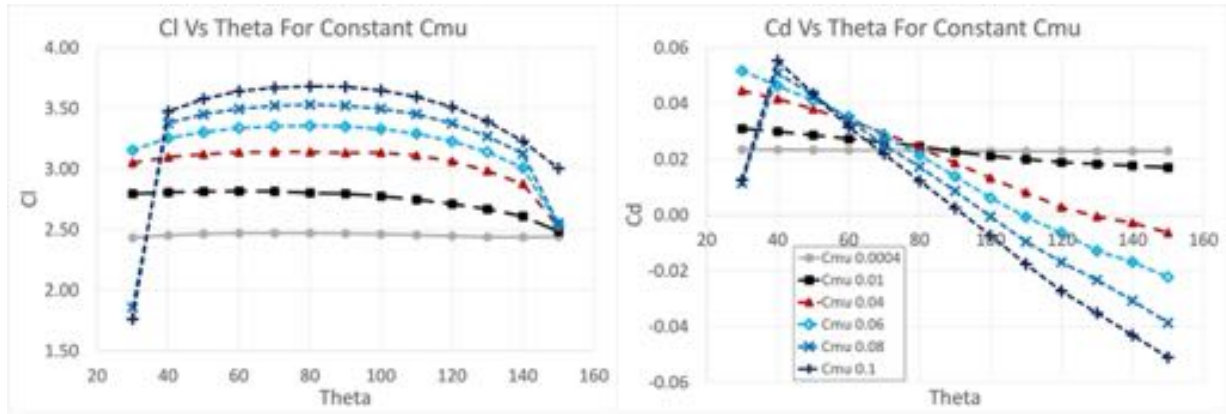 Cl Vs Theta For Constant Cmu
4.00
3.50
3.00
2.50
2.00
1.50
Cl
20 40 60 80 100 120 140 160
Theta
Cd Vs Theta For Constant Cmu
0.06
0.04
0.02
0.00
-0.02
-0.04
-0.06
Cd
20 40 60 80 100 120 140 160
Cmu 0.0004
Cmu 0.01
Cmu 0.04
Cmu 0.06
Cmu 0.08
Cmu 0.1
Theta